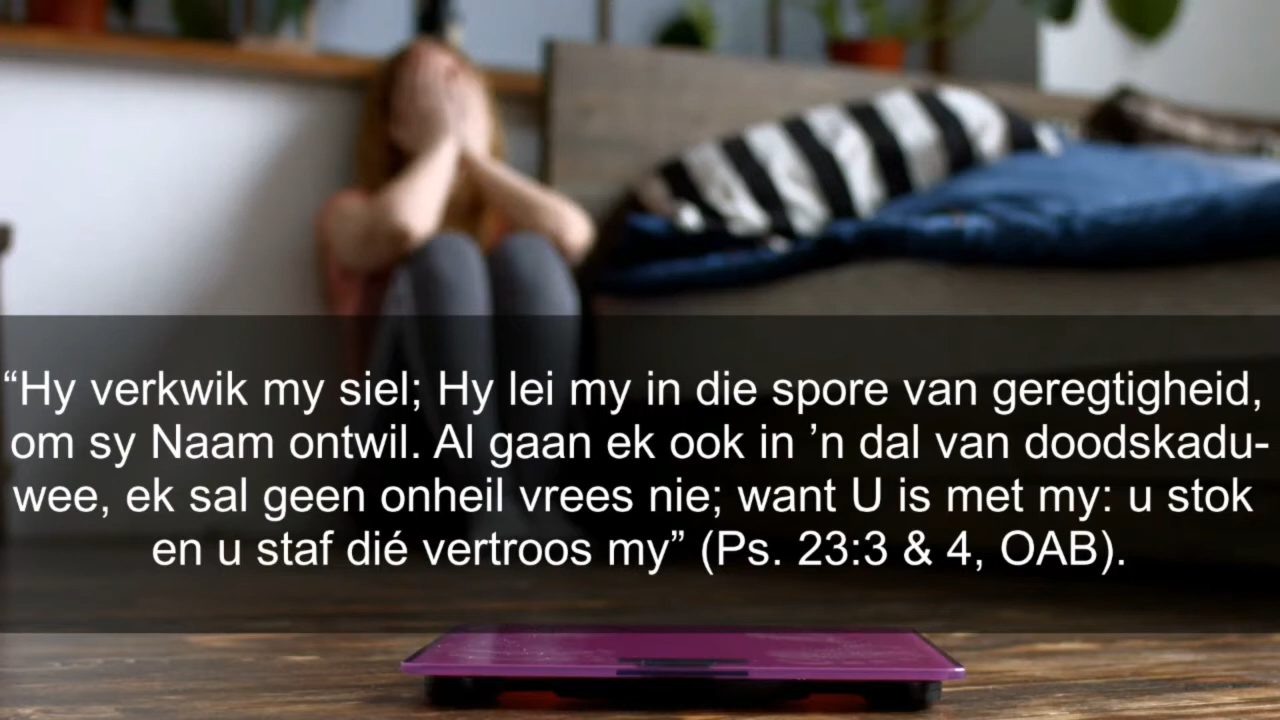 “Hy verkwik my siel; Hy lei my in die spore van geregtigheid,
om sy Naam ontwil. Al gaan ek ook in ’n dal van doodskadu-
wee, ek sal geen onheil vrees nie; want U is met my: u stok
en u staf dié vertroos my” (Ps. 23:3 & 4, OAB).